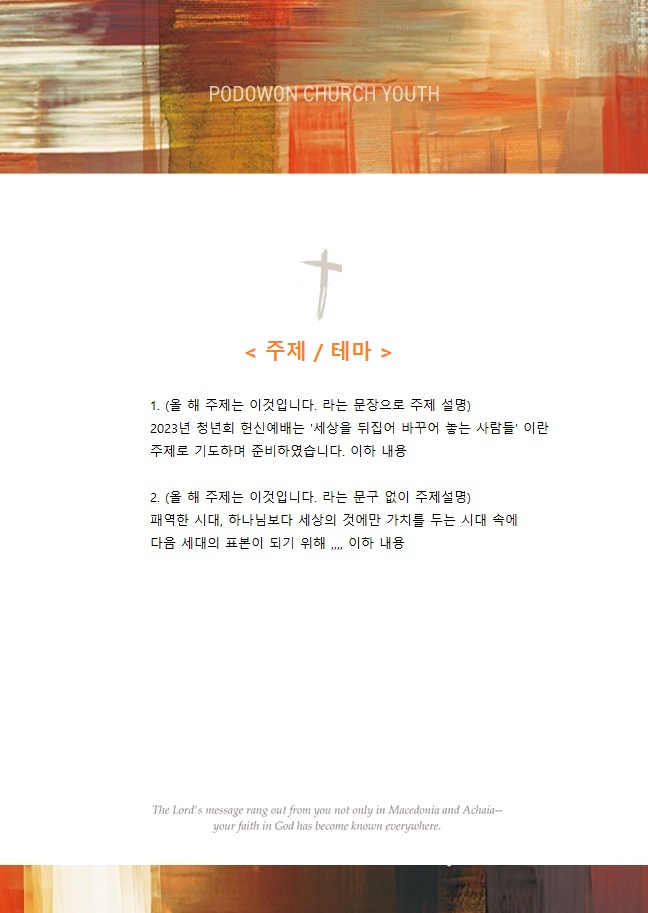 PODOWON CHURCH YOUTH
< 주제 / 테마 >
1. (올 해 주제는 이것입니다. 라는 문장으로 주제 설명)
2023년 청년회 헌신예배는 '세상을 뒤집어 바꾸어 놓는 사람들' 이란
주제로 기도하며 준비하였습니다. 이하 내용
2. (올 해 주제는 이것입니다. 라는 문구 없이 주제설명)
패역한 시대, 하나님보다 세상의 것에만 가치를 두는 시대 속에
다음 세대의 표본이 되기 위해 ,,,, 이하 내용
The Lord's message rang out from you not only in Macedonia and Achaia--
your faith in God has become known everywhere.